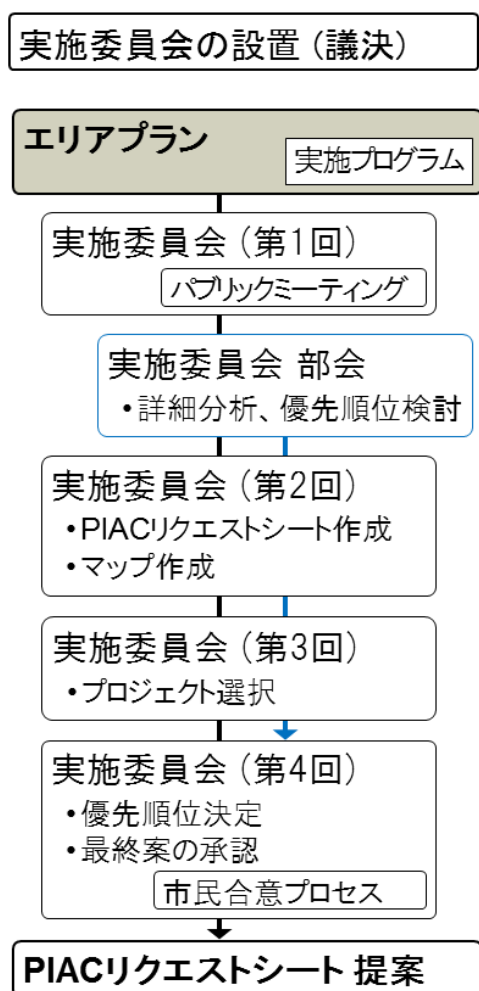 実施委員会の設置（議決）
エリアプラン
実施プログラム
実施委員会（第1回）
パブリックミーティング
実施委員会 部会
•詳細分析、優先順位検討
実施委員会（第2回）
•PIACリクエストシート作成
•マップ作成
実施委員会（第3回）
•プロジェクト選択
実施委員会（第4回）
•優先順位決定
•最終案の承認
市民合意プロセス
PIACリクエストシート 提案